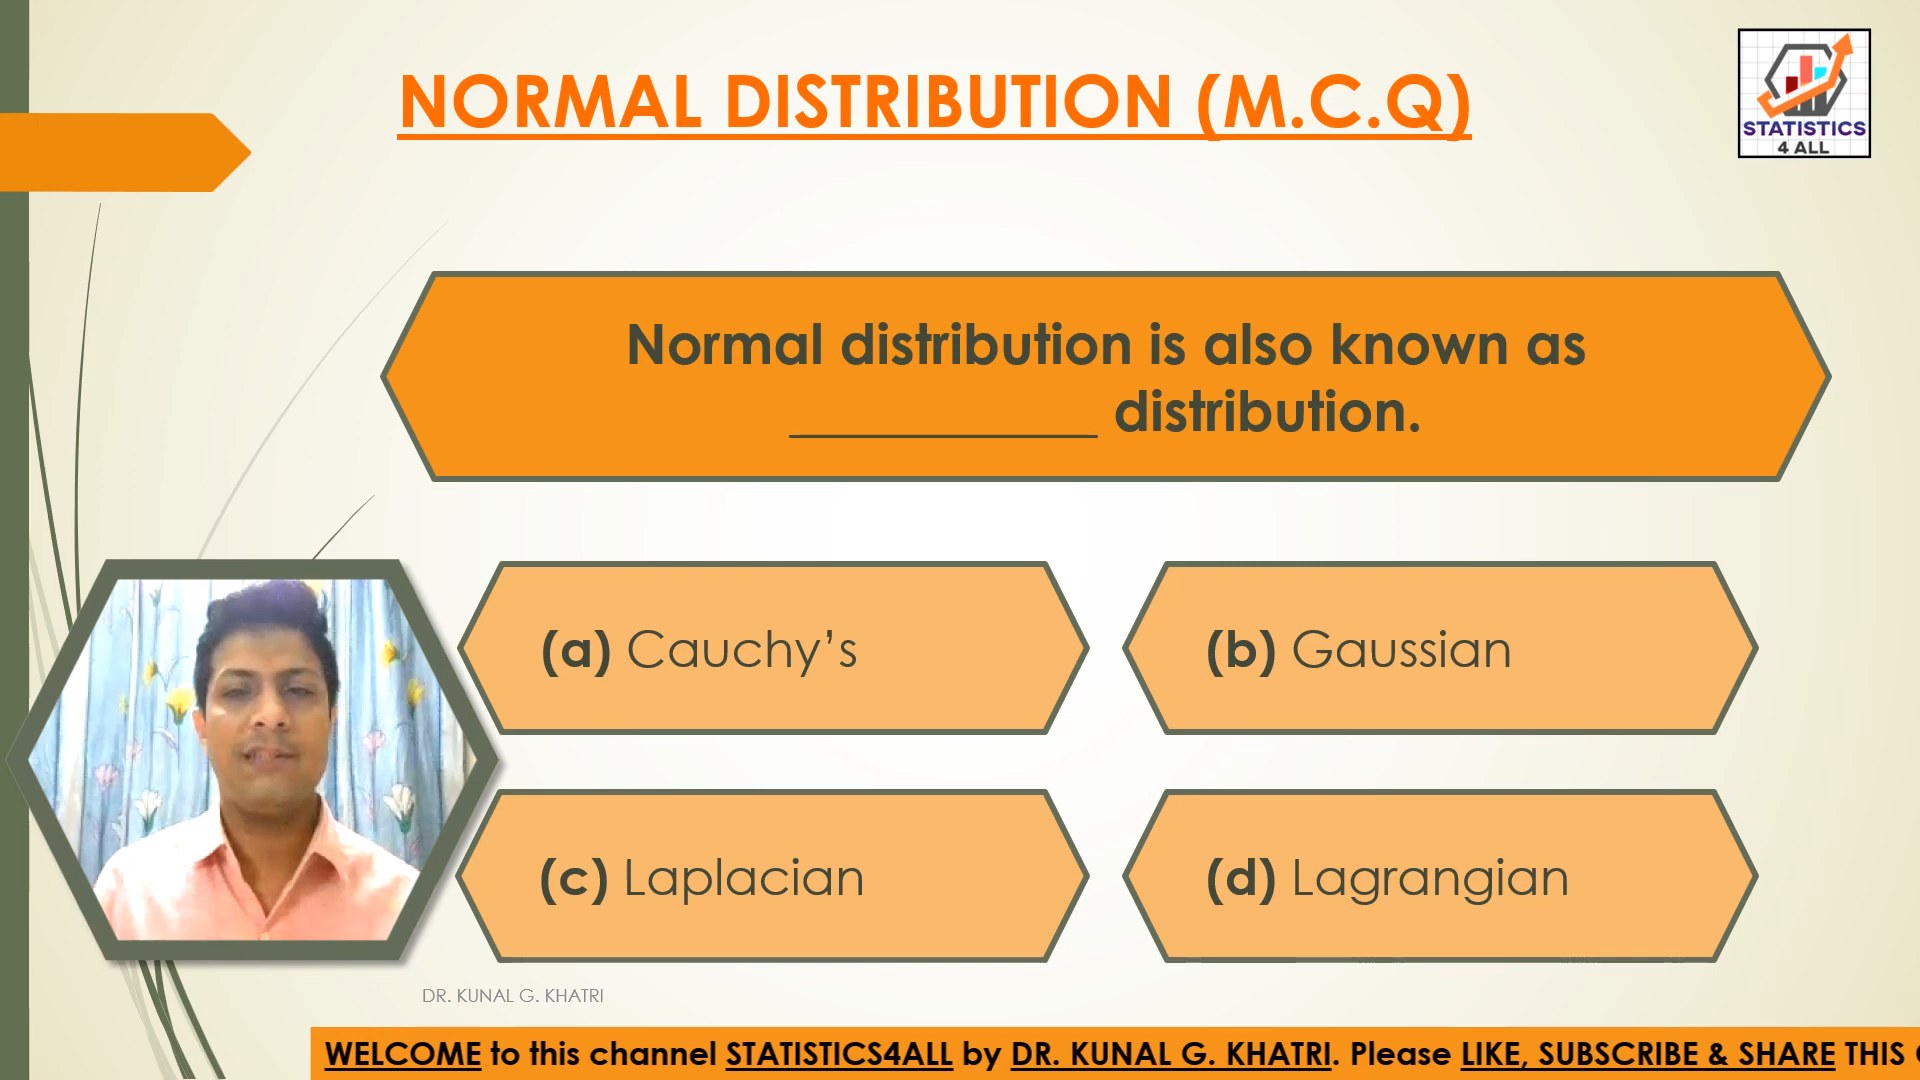 NORMAL DISTRIBUTION (M.C.Q)
STATISTICS
4 ALL
Normal distribution is also known as
___________ distribution.
(a) Cauchy’s
(b) Gaussian
(c) Laplacian
(d) Lagrangian
DR. KUNAL G. KHATRI
WELCOME to this channel STATISTICS4ALL by DR. KUNAL G. KHATRI. Please LIKE, SUBSCRIBE & SHARE THIS